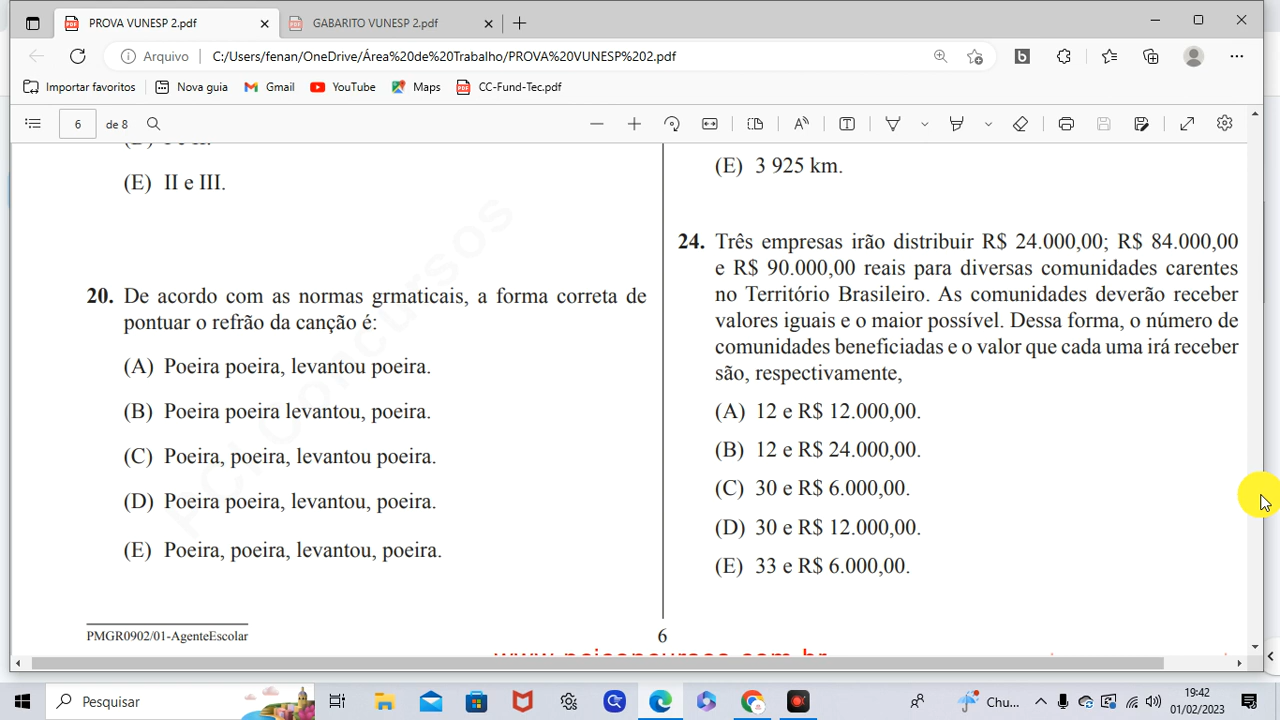 PROVA VUNESP 2.pdf
GABARITO VUNESP 2.pdf
Arquivo
C:/Users/fenan/OneDrive/Área%20de%20Trabalho/PROVA%20VUNESP%202.pdf
Importar favoritos
Nova guia
Gmail
YouTube
Maps
CC-Fund-Tec.pdf
6
de 8
(E) II e III.
20. De acordo com as normas grmaticais, a forma correta de
pontuar o refrão da canção é:
(A) Poeira poeira, levantou poeira.
(B) Poeira poeira levantou, poeira.
(C) Poeira, poeira, levantou poeira.
(D) Poeira poeira, levantou, poeira.
(E) Poeira, poeira, levantou, poeira.
PMGR0902/01-AgenteEscolar
(E) 3 925 km.
24. Três empresas irão distribuir R$ 24.000,00; R$ 84.000,00
e R$ 90.000,00 reais para diversas comunidades carentes
no Território Brasileiro. As comunidades deverão receber
valores iguais e o maior possível. Dessa forma, o número de
comunidades beneficiadas e o valor que cada uma irá receber
são, respectivamente,
(A) 12 e R$ 12.000,00.
(B) 12 e R$ 24.000,00.
(C) 30 e R$ 6.000,00.
(D) 30 e R$ 12.000,00.
(E) 33 e R$ 6.000,00.
6
Pesquisar
Chu...
9:42
01/02/2023